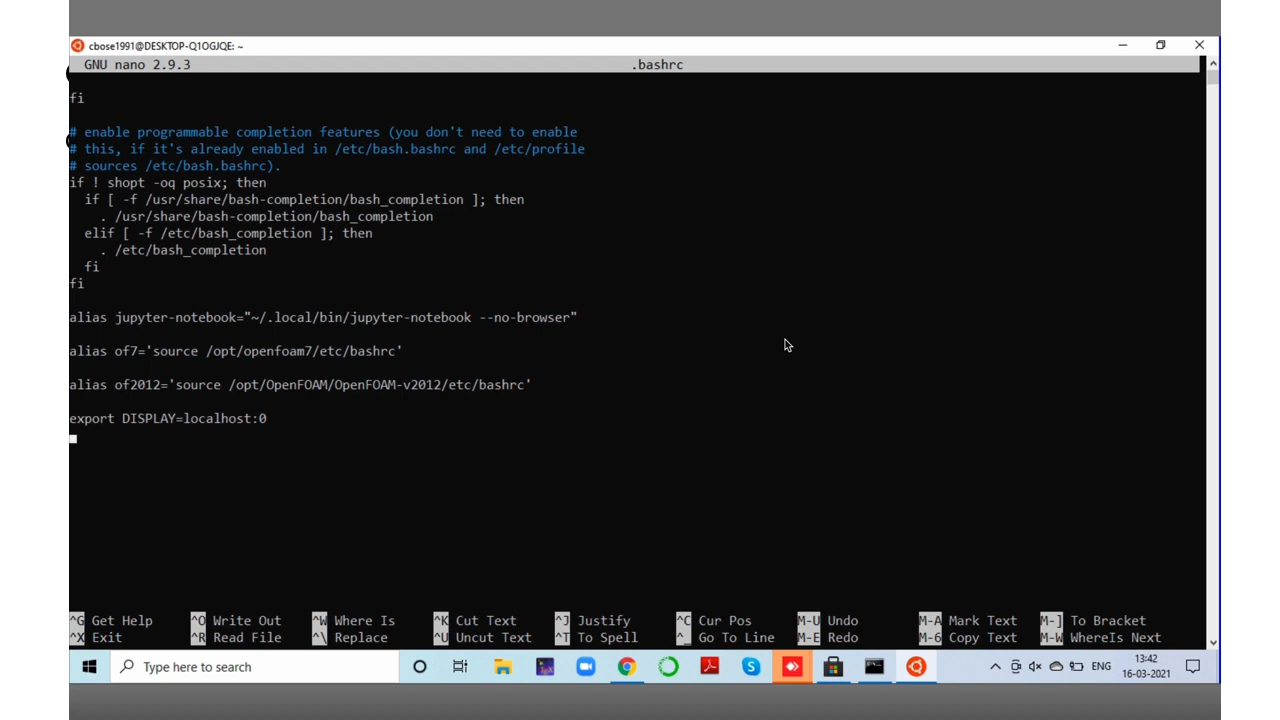 cbose1991@DESKTOP-Q1OGJQE: ~
GNU nano 2.9.3 .bashrc
fi
# enable programmable completion features (you don't need to enable
# this, if it's already enabled in /etc/bash.bashrc and /etc/profile
# sources /etc/bash.bashrc).
if ! shopt -oq posix; then
if [ -f /usr/share/bash-completion/bash_completion ]; then
. /usr/share/bash-completion/bash_completion
elif [ -f /etc/bash_completion ]; then
. /etc/bash_completion
fi
fi
alias jupyter-notebook="~/.local/bin/jupyter-notebook --no-browser"
alias of7='source /opt/openfoam7/etc/bashrc'
alias of2012='source /opt/OpenFOAM/OpenFOAM-v2012/etc/bashrc'
export DISPLAY=localhost:0
^G Get Help ^O Write Out ^W Where Is ^K Cut Text ^J Justify ^C Cur Pos M-U Undo M-A Mark Text M-] To Bracket
^X Exit ^R Read File ^\ Replace ^U Uncut Text ^T To Spell ^_ Go To Line M-E Redo M-6 Copy Text M-W WhereIs Next
Type here to search
ENG
13:42
16-03-2021